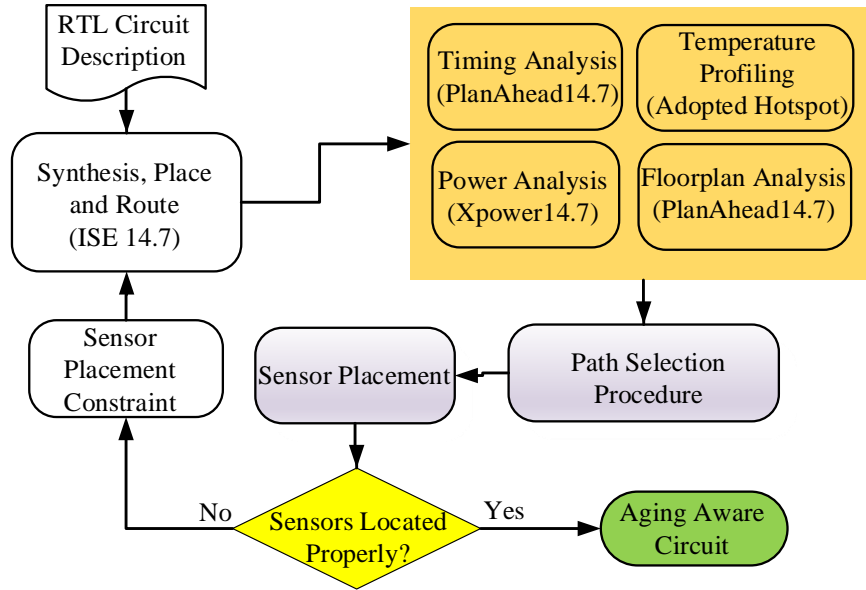 RTL Circuit
Description
Synthesis, Place
and Route
(ISE 14.7)
Timing Analysis
(PlanAhead14.7)
Temperature
Profiling
(Adopted Hotspot)
Power Analysis
(Xpower14.7)
Floorplan Analysis
(PlanAhead14.7)
Path Selection
Procedure
Sensor Placement
Sensors Located
Properly?
No
Yes
Sensor
Placement
Constraint
Aging Aware
Circuit